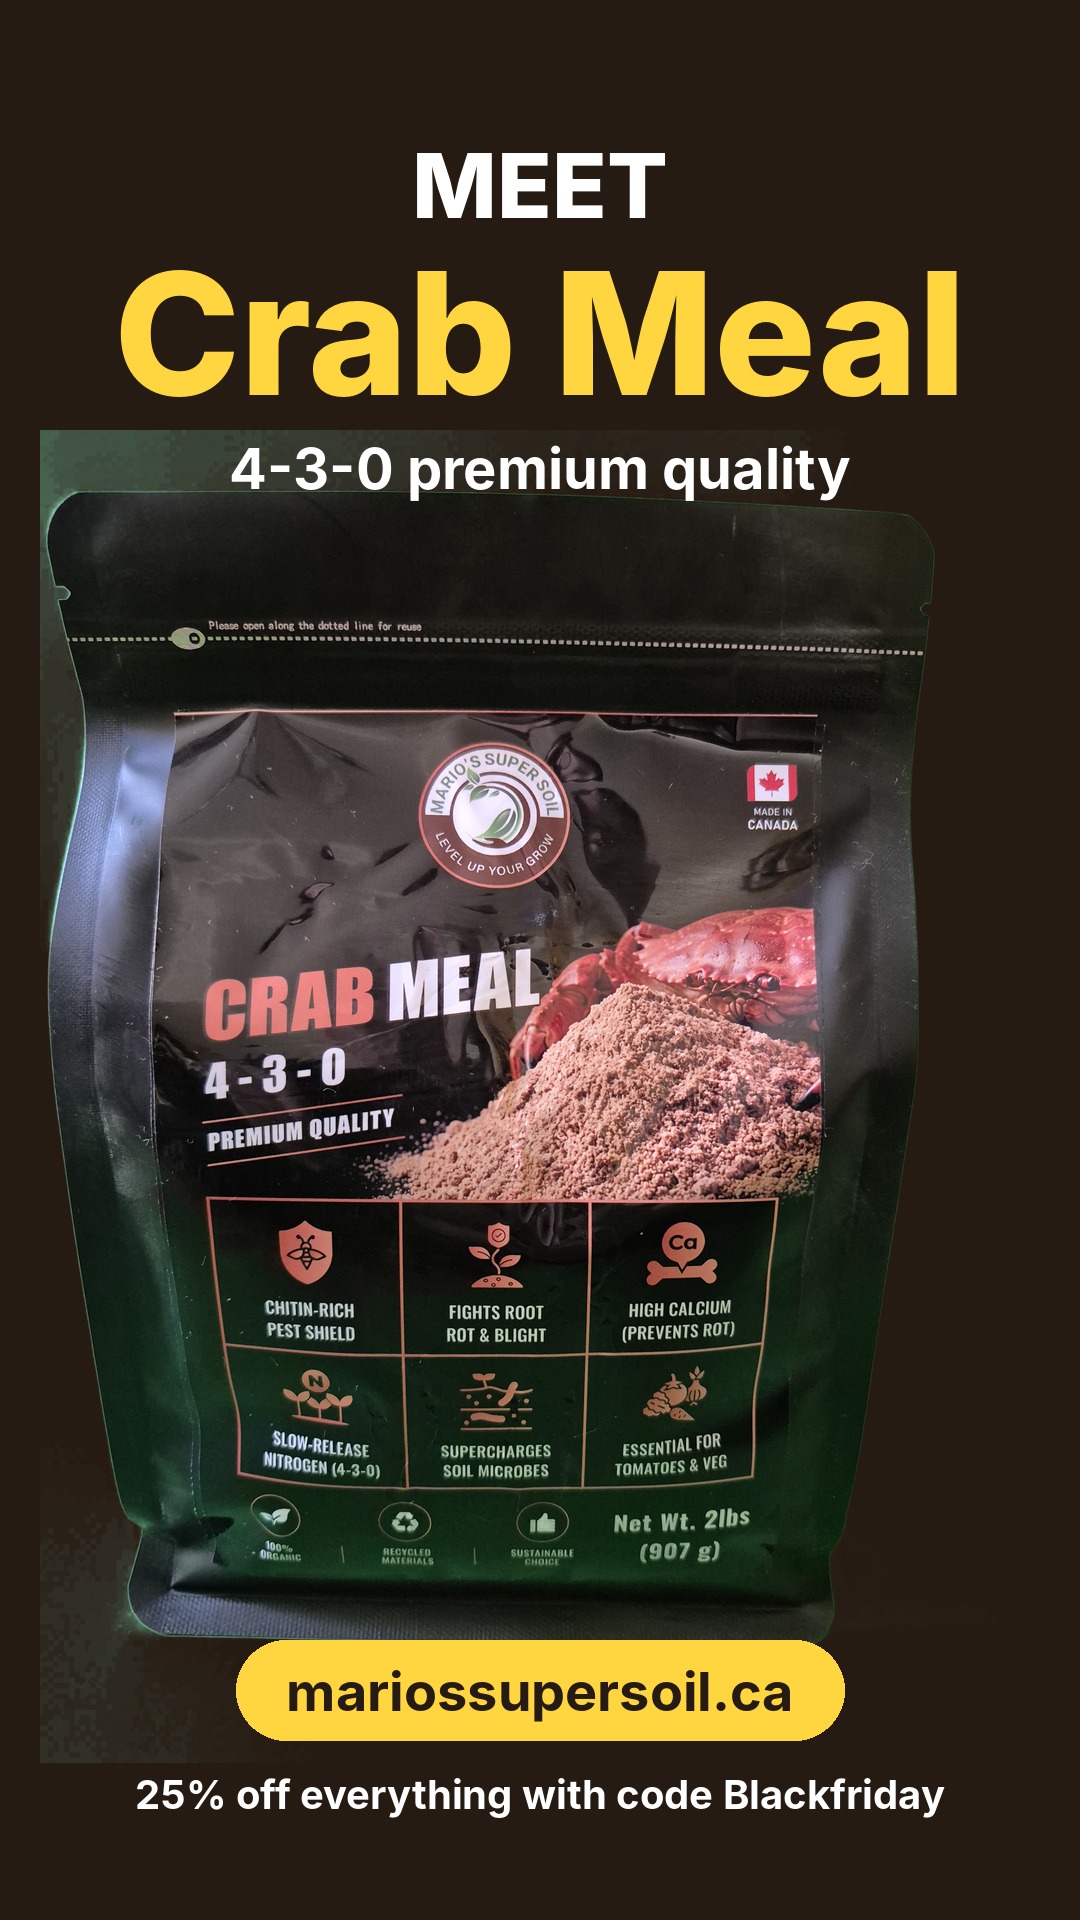 MEET
Crab Meal
4-3-0 premium quality
Please open along the dotted line for reuse
MARIO'S SUPER SOIL
LEVEL UP YOUR GROW
MADE IN
CANADA
CRAB MEAL
4-3-0
PREMIUM QUALITY
CHITIN-RICH
PEST SHIELD
FIGHTS ROOT
ROT & BLIGHT
Ca
HIGH CALCIUM
(PREVENTS ROT)
N
SLOW-RELEASE
NITROGEN (4-3-0)
SUPERCHARGES
SOIL MICROBES
ESSENTIAL FOR
TOMATOES & VEG
100%
ORGANIC
RECYCLED
MATERIALS
SUSTAINABLE
CHOICE
Net Wt. 2lbs
(907 g)
mariossupersoil.ca
25% off everything with code Blackfriday